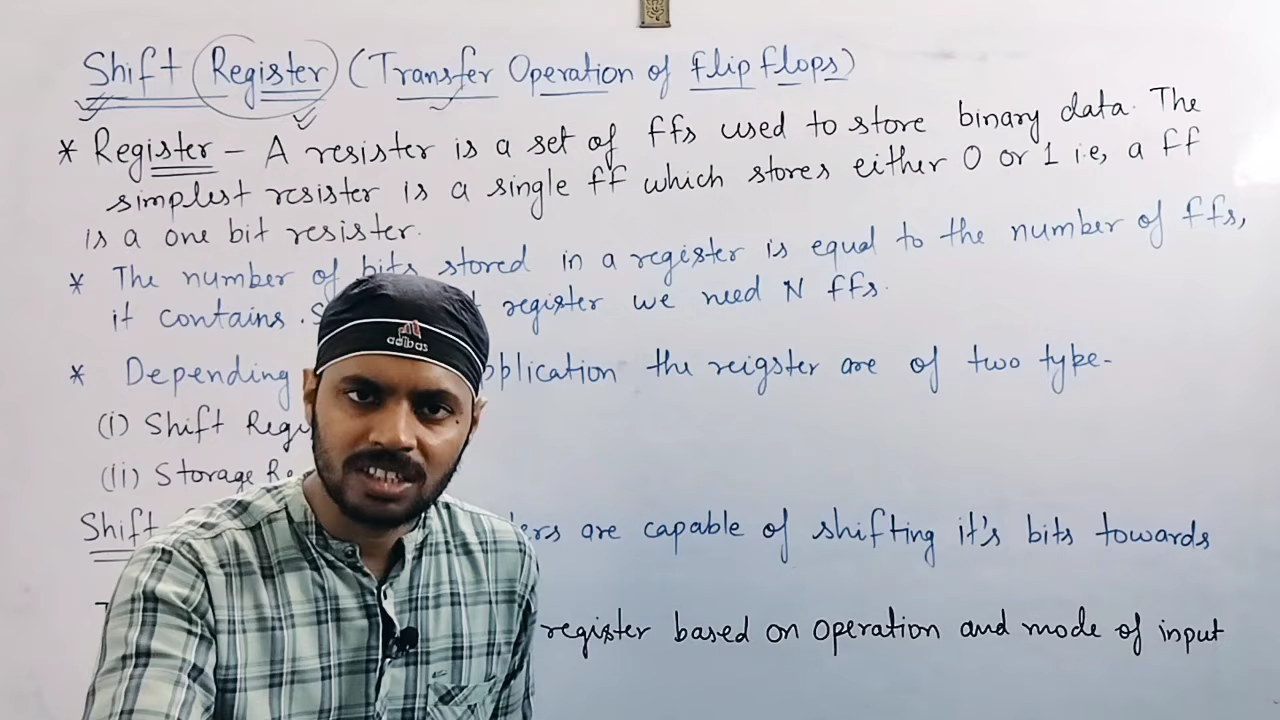 Shift Register (Transfer Operation of flip flops)
* Register - A resister is a set of ffs used to store binary data. The
simplest resister is a single ff which stores either 0 or 1 i.e, a ff
is a one bit resister.
* The number of bits stored in a register is equal to the number of ffs,
it contains. register we need N ffs.
* Depending the reigster are of two type-
(i) Shift
(ii) Storage
Shift are capable of shifting it's bits towards
register based on operation and mode of input
adibas